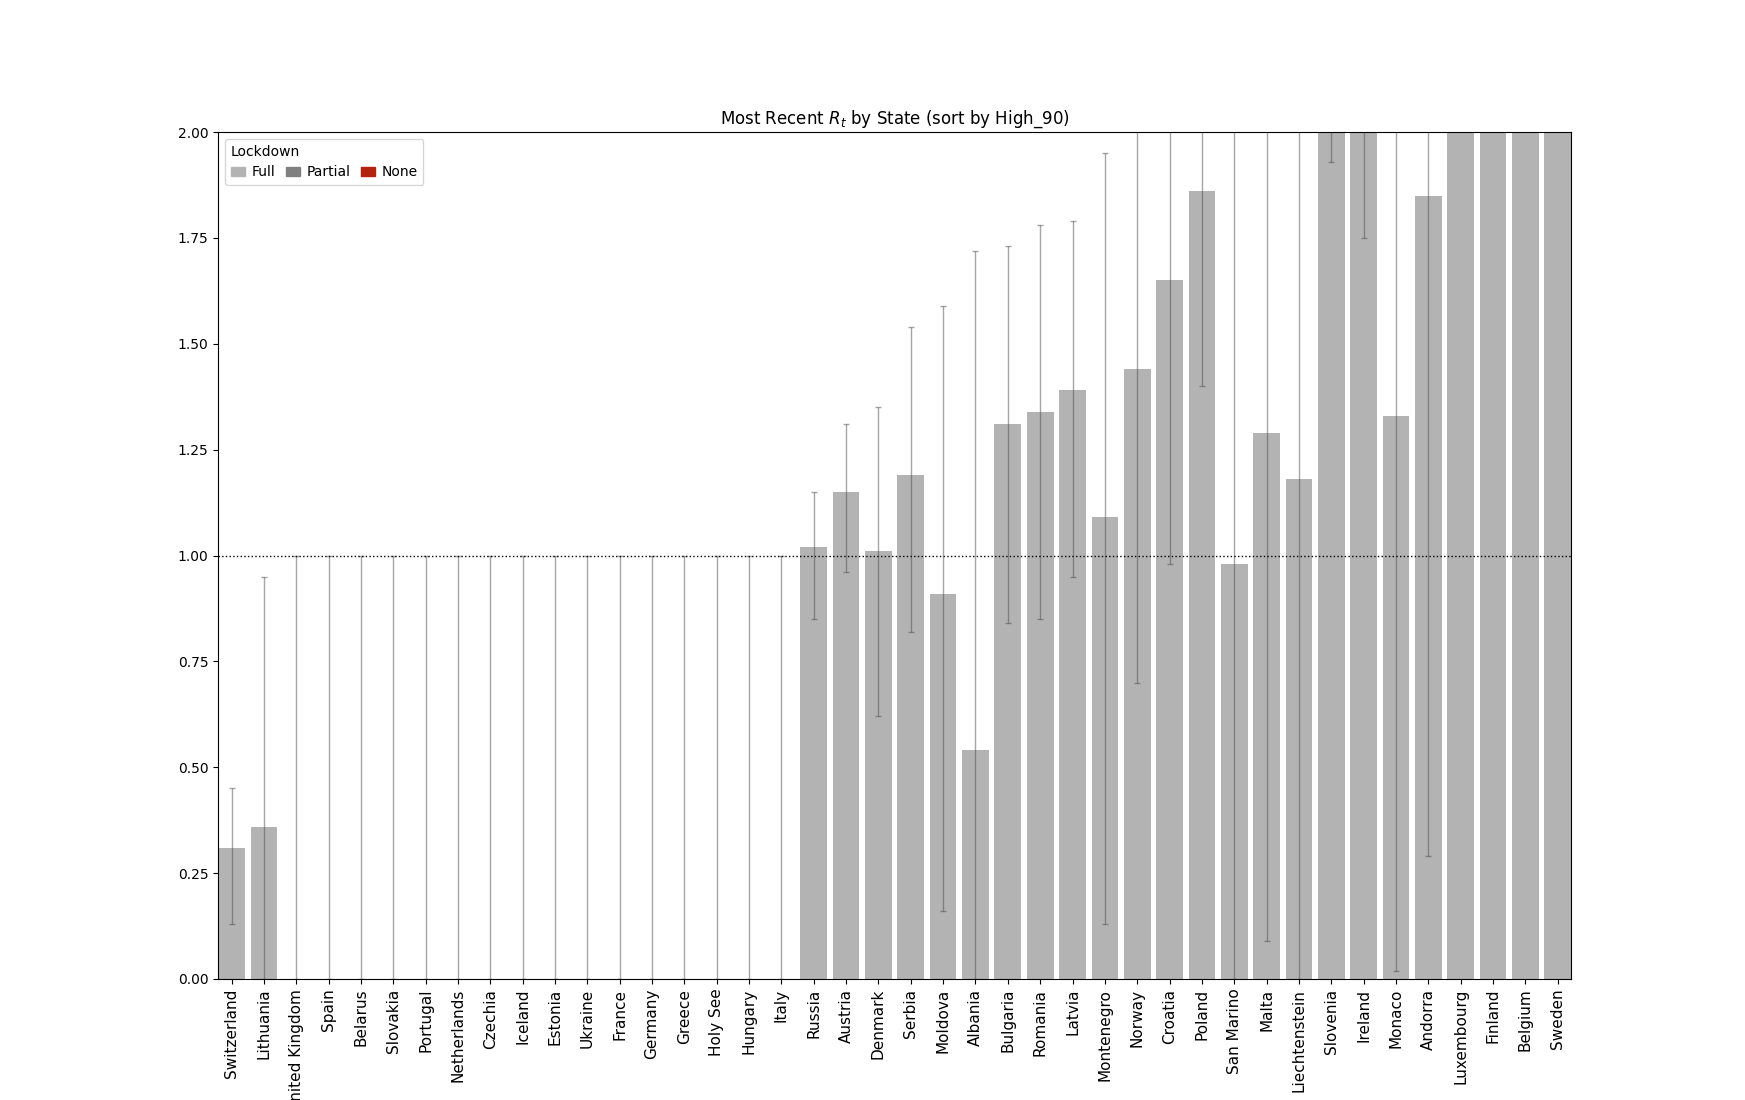 Most Recent R_t by State (sort by High_90)
Lockdown
Full Partial None
2.00
1.75
1.50
1.25
1.00
0.75
0.50
0.25
0.00
Switzerland
Lithuania
nited Kingdom
Spain
Belarus
Slovakia
Portugal
Netherlands
Czechia
Iceland
Estonia
Ukraine
France
Germany
Greece
Holy See
Hungary
Italy
Russia
Austria
Denmark
Serbia
Moldova
Albania
Bulgaria
Romania
Latvia
Montenegro
Norway
Croatia
Poland
San Marino
Malta
Liechtenstein
Slovenia
Ireland
Monaco
Andorra
Luxembourg
Finland
Belgium
Sweden